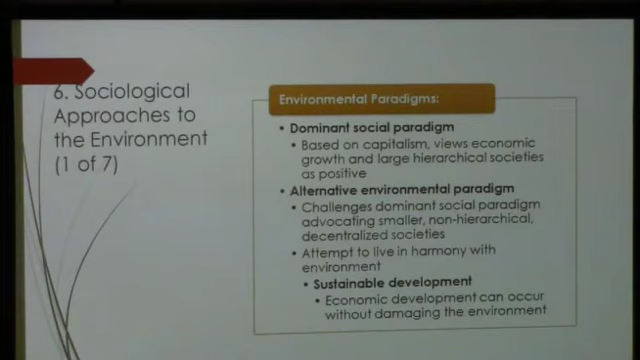 6. Sociological
Approaches to
the Environment
(1 of 7)
Environmental Paradigms:
• Dominant social paradigm
• Based on capitalism, views economic
growth and large hierarchical societies
as positive
• Alternative environmental paradigm
• Challenges dominant social paradigm
advocating smaller, non-hierarchical,
decentralized societies
• Attempt to live in harmony with
environment
• Sustainable development
• Economic development can occur
without damaging the environment